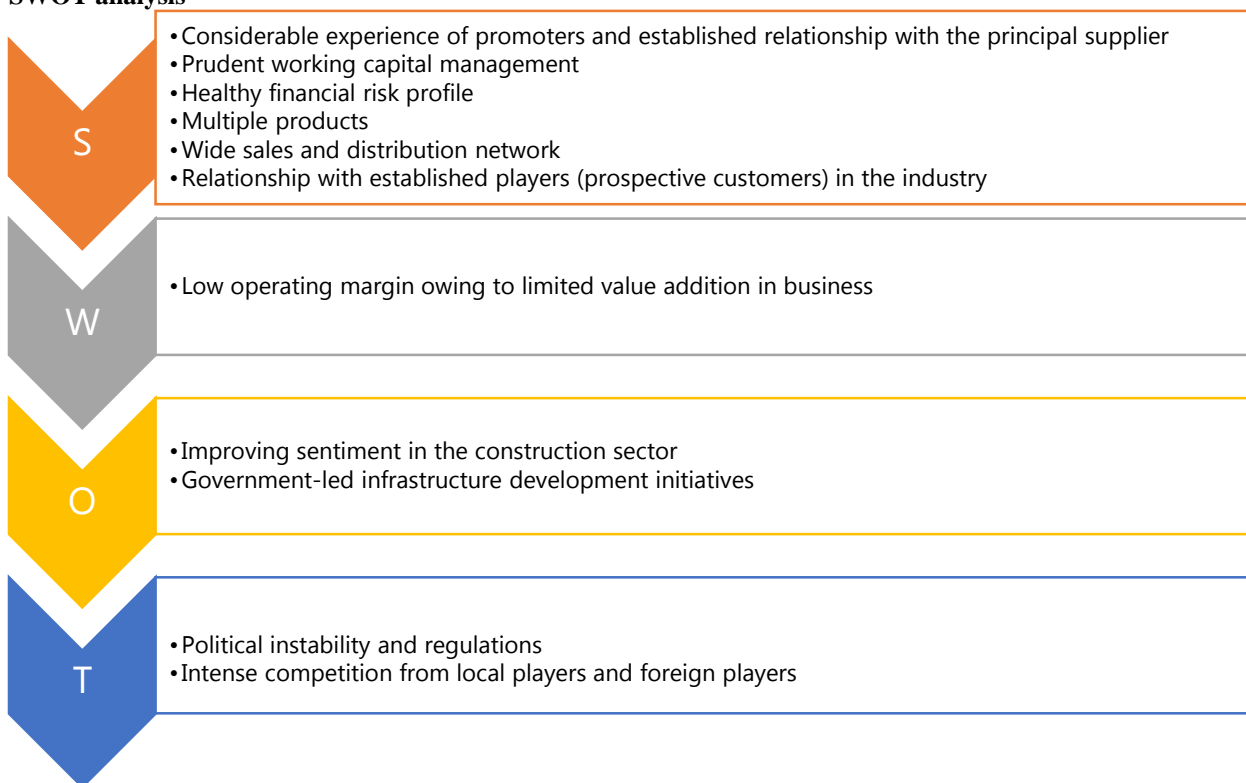 SWOT analysis
S
•Considerable experience of promoters and established relationship with the principal supplier
•Prudent working capital management
•Healthy financial risk profile
•Multiple products
•Wide sales and distribution network
•Relationship with established players (prospective customers) in the industry
W
•Low operating margin owing to limited value addition in business
O
•Improving sentiment in the construction sector
•Government-led infrastructure development initiatives
T
•Political instability and regulations
•Intense competition from local players and foreign players